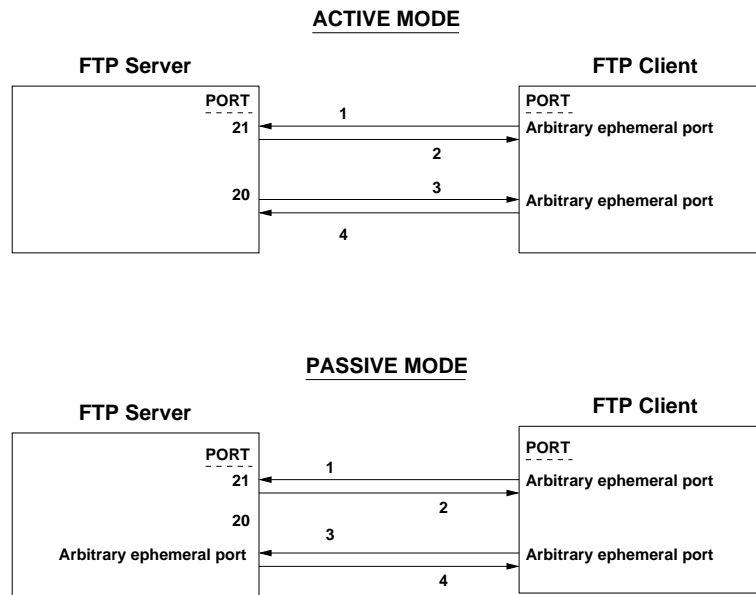 ACTIVE MODE
FTP Server
FTP Client
PORT
PORT
1
21
Arbitrary ephemeral port
2
3
20
Arbitrary ephemeral port
4
PASSIVE MODE
FTP Server
FTP Client
PORT
PORT
1
21
Arbitrary ephemeral port
2
20
3
Arbitrary ephemeral port
Arbitrary ephemeral port
4